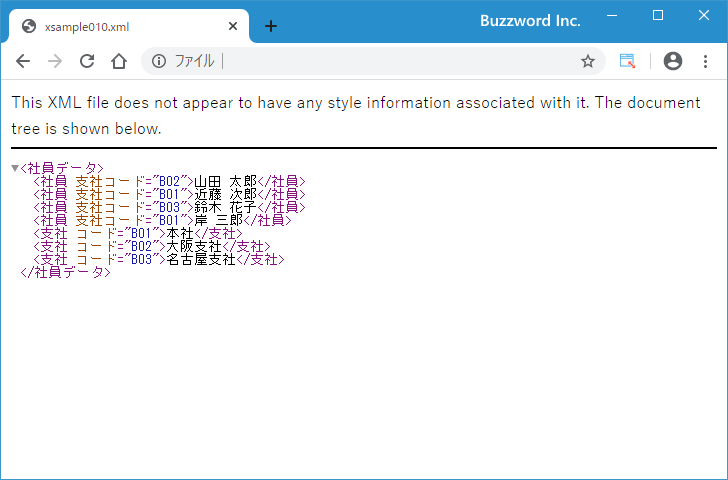 xsample010.xml
Buzzword Inc.
ファイル
This XML file does not appear to have any style information associated with it. The document
tree is shown below.
<社員データ>
<社員 支社コード="B02">山田 太郎</社員>
<社員 支社コード="B01">近藤 次郎</社員>
<社員 支社コード="B03">鈴木 花子</社員>
<社員 支社コード="B01">岸 三郎</社員>
<支社 コード="B01">本社</支社>
<支社 コード="B02">大阪支社</支社>
<支社 コード="B03">名古屋支社</支社>
</社員データ>